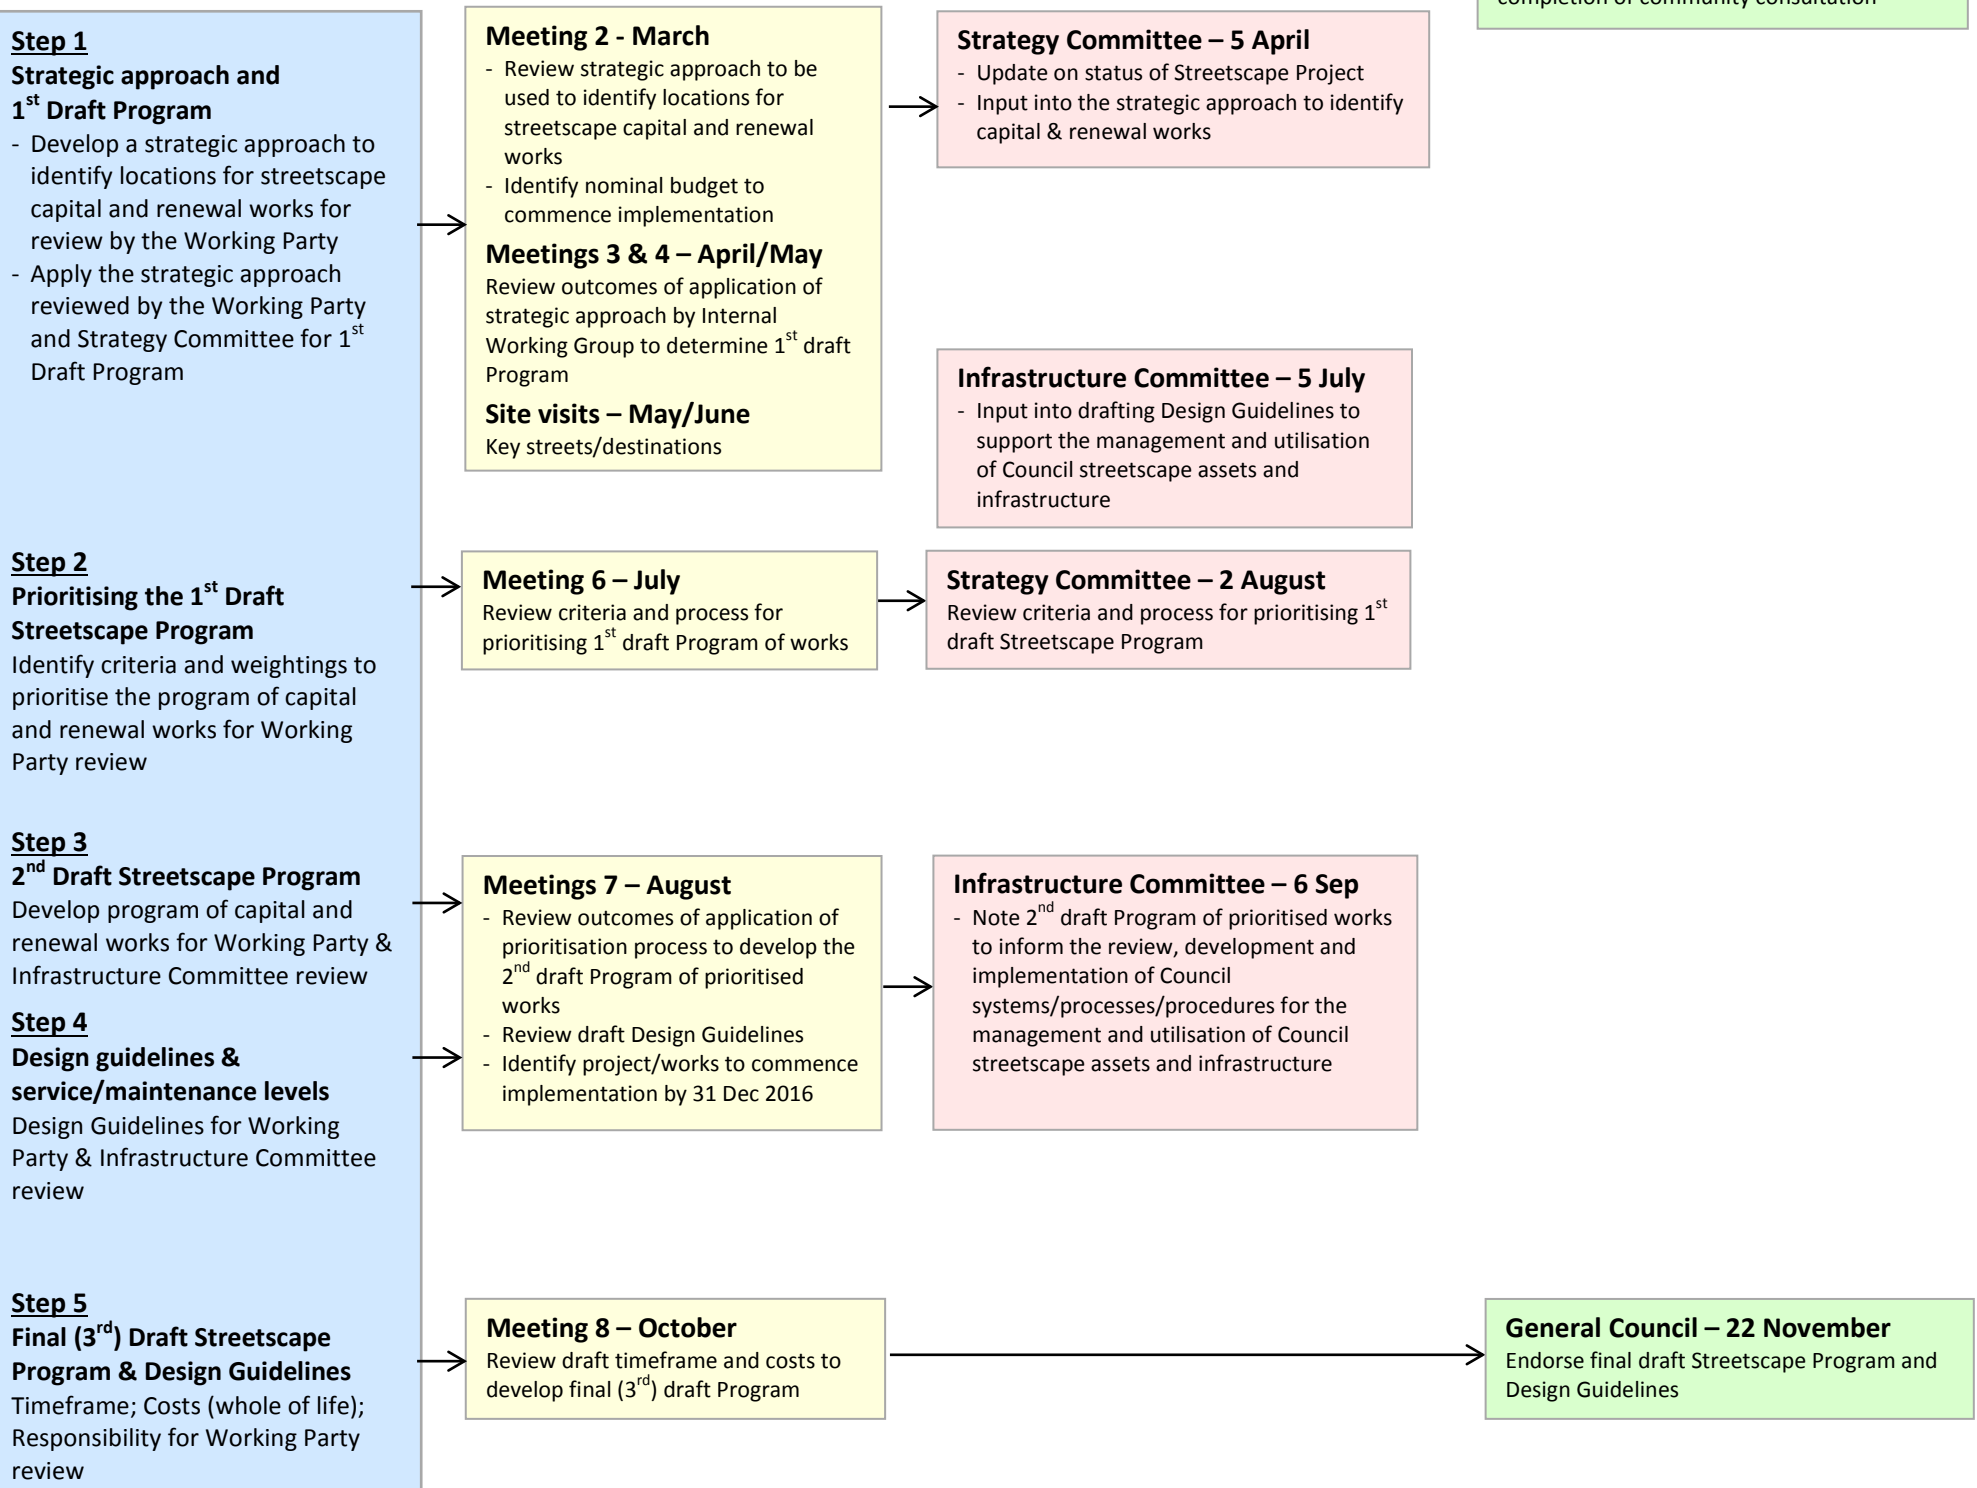 completion of community consultation
Step 1
Strategic approach and
1st Draft Program
- Develop a strategic approach to
identify locations for streetscape
capital and renewal works for
review by the Working Party
- Apply the strategic approach
reviewed by the Working Party
and Strategy Committee for 1st
Draft Program
Meeting 2 - March
- Review strategic approach to be
used to identify locations for
streetscape capital and renewal
works
- Identify nominal budget to
commence implementation
Meetings 3 & 4 – April/May
Review outcomes of application of
strategic approach by Internal
Working Group to determine 1st draft
Program
Site visits – May/June
Key streets/destinations
Strategy Committee – 5 April
- Update on status of Streetscape Project
- Input into the strategic approach to identify
capital & renewal works
Infrastructure Committee – 5 July
- Input into drafting Design Guidelines to
support the management and utilisation
of Council streetscape assets and
infrastructure
Step 2
Prioritising the 1st Draft
Streetscape Program
Identify criteria and weightings to
prioritise the program of capital
and renewal works for Working
Party review
Meeting 6 – July
Review criteria and process for
prioritising 1st draft Program of works
Strategy Committee – 2 August
Review criteria and process for prioritising 1st
draft Streetscape Program
Step 3
2nd Draft Streetscape Program
Develop program of capital and
renewal works for Working Party &
Infrastructure Committee review
Step 4
Design guidelines &
service/maintenance levels
Design Guidelines for Working
Party & Infrastructure Committee
review
Meetings 7 – August
- Review outcomes of application of
prioritisation process to develop the
2nd draft Program of prioritised
works
- Review draft Design Guidelines
- Identify project/works to commence
implementation by 31 Dec 2016
Infrastructure Committee – 6 Sep
- Note 2nd draft Program of prioritised works
to inform the review, development and
implementation of Council
systems/processes/procedures for the
management and utilisation of Council
streetscape assets and infrastructure
Step 5
Final (3rd) Draft Streetscape
Program & Design Guidelines
Timeframe; Costs (whole of life);
Responsibility for Working Party
review
Meeting 8 – October
Review draft timeframe and costs to
develop final (3rd) draft Program
General Council – 22 November
Endorse final draft Streetscape Program and
Design Guidelines